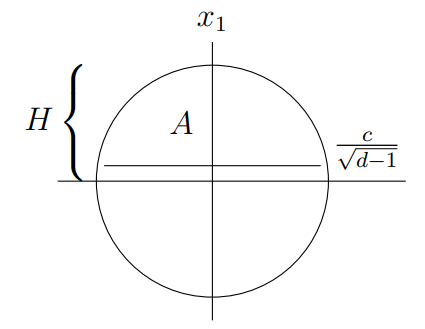 x₁
H
A
c/√(d−1)